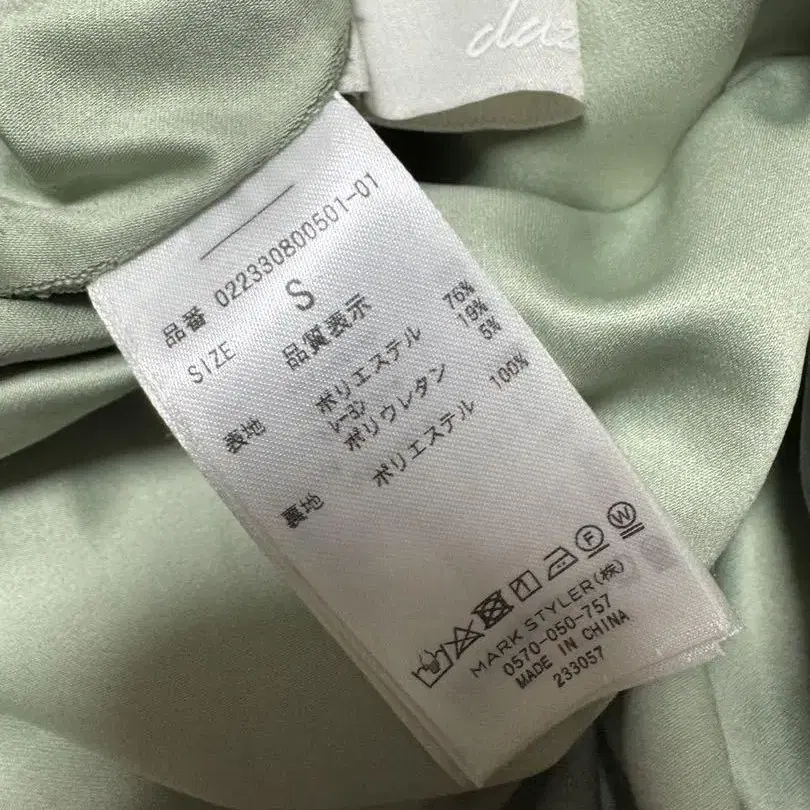 daz
品番 022330800501-01
SIZE S
品質表示
表地 ポリエステル 76%
レーヨン 19%
ポリウレタン 5%
裏地 ポリエステル 100%
MARK STYLER(株)
0570-050-757
MADE IN CHINA
233057